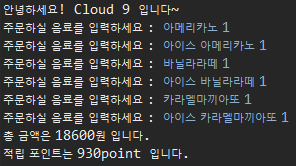 안녕하세요! Cloud 9 입니다~
주문하실 음료를 입력하세요 : 아메리카노 1
주문하실 음료를 입력하세요 : 아이스 아메리카노 1
주문하실 음료를 입력하세요 : 바닐라라떼 1
주문하실 음료를 입력하세요 : 아이스 바닐라라떼 1
주문하실 음료를 입력하세요 : 카라멜마끼아또 1
주문하실 음료를 입력하세요 : 아이스 카라멜마끼아또 1
총 금액은 18600원 입니다.
적립 포인트는 930point 입니다.